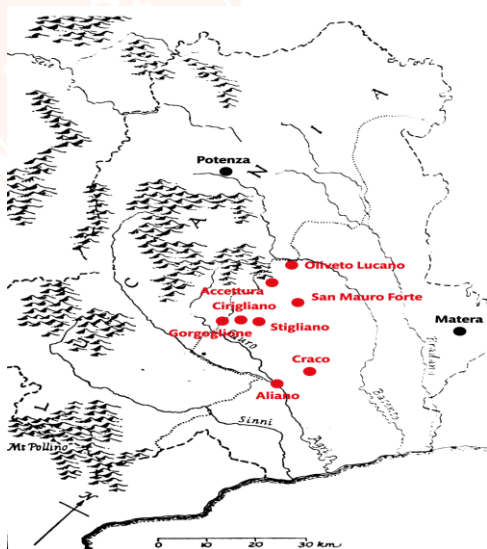 L C A N I A
Potenza
Oliveto Lucano
Accettura
San Mauro Forte
Cirigliano
Gorgoglione
Stigliano
Matera
Craco
Aliano
Agri
Sinni
Mt Pollino
N
0 10 20 30 km